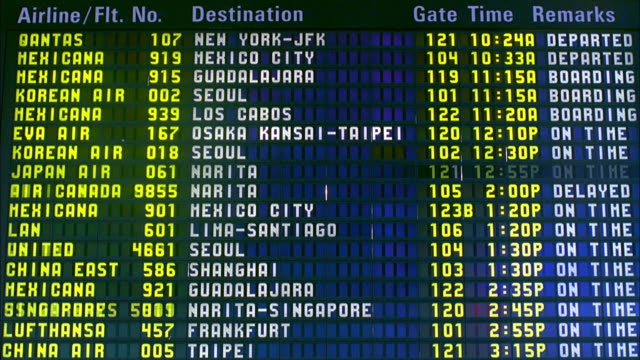 Airline/Flt. No. Destination Gate Time Remarks
QANTAS 107 NEW YORK-JFK 121 10:24A DEPARTED
MEXICANA 919 MEXICO CITY 104 10:33A DEPARTED
MEXICANA 915 GUADALAJARA 119 11:15A BOARDING
KOREAN AIR 002 SEOUL 101 11:15A BOARDING
MEXICANA 939 LOS CABOS 122 11:20A BOARDING
EVA AIR 167 OSAKA KANSAI-TAIPEI 120 12:10P ON TIME
KOREAN AIR 018 SEOUL 102 12:30P ON TIME
JAPAN AIR 061 NARITA 121 12:55P ON TIME
AIRCANADA 9855 NARITA 105 2:00P DELAYED
MEXICANA 901 MEXICO CITY 123B 1:20P ON TIME
LAN 601 LIMA-SANTIAGO 106 1:20P ON TIME
UNITED 4661 SEOUL 104 1:30P ON TIME
CHINA EAST 586 SHANGHAI 103 1:30P ON TIME
MEXICANA 921 GUADALAJARA 122 2:35P ON TIME
NARITA-SINGAPORE 120 2:45P ON TIME
LUFTHANSA 457 FRANKFURT 101 2:55P ON TIME
CHINA AIR 005 TAIPEI 121 3:15P ON TIME